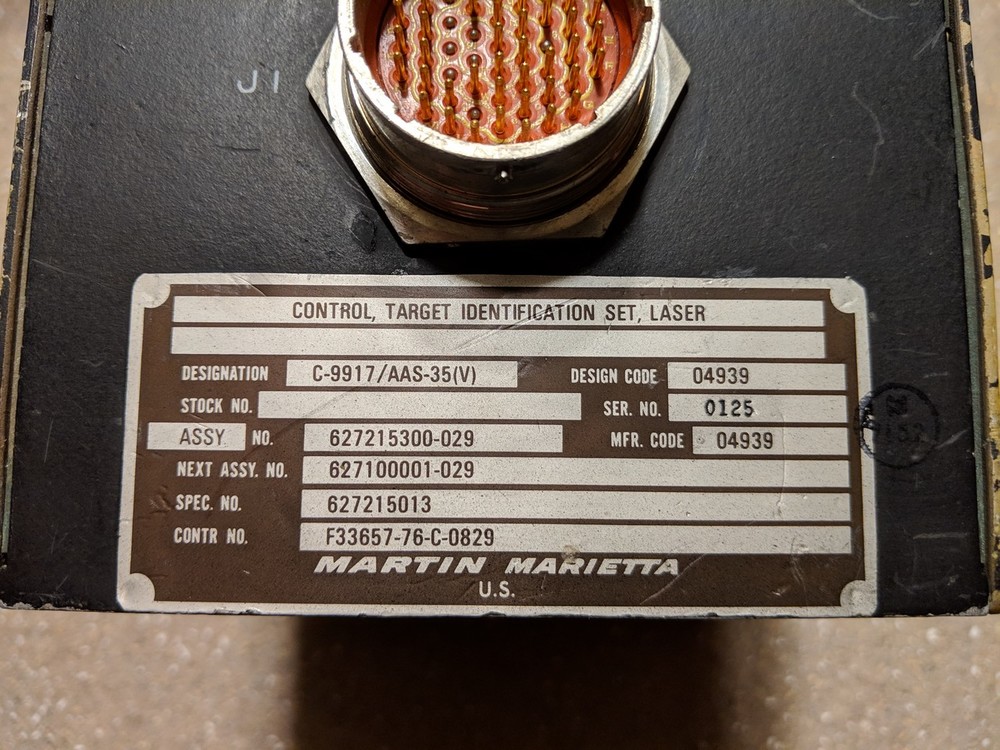 J1
CONTROL, TARGET IDENTIFICATION SET, LASER
DESIGNATION C-9917/AAS-35(V) DESIGN CODE 04939
STOCK NO. SER. NO. 0125
ASSY NO. 627215300-029 MFR. CODE 04939
NEXT ASSY. NO. 627100001-029
SPEC. NO. 627215013
CONTR NO. F33657-76-C-0829
MARTIN MARIETTA
U.S.